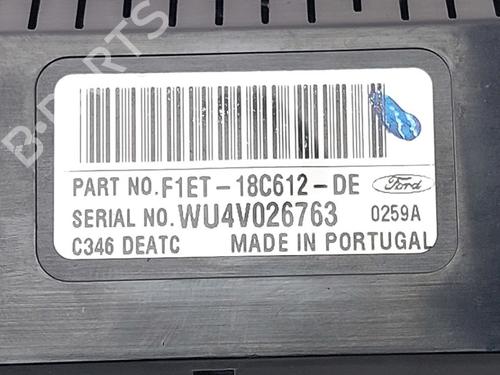 B-PARTS
PART NO. F1ET-18C612-DE Ford
SERIAL NO. WU4V026763 0259A
C346 DEATC MADE IN PORTUGAL